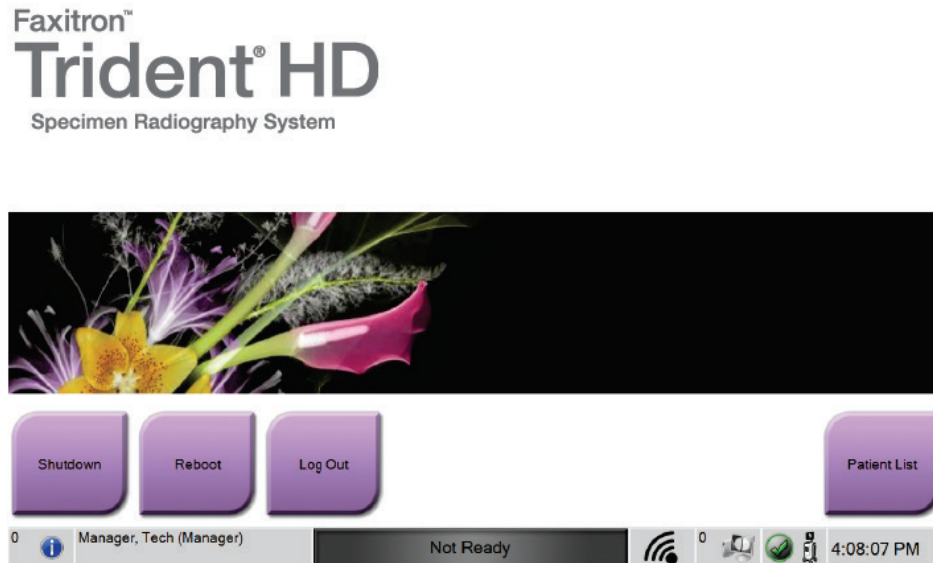 Faxitron™
Trident® HD
Specimen Radiography System
Shutdown
Reboot
Log Out
Patient List
0
Manager, Tech (Manager)
Not Ready
0
4:08:07 PM